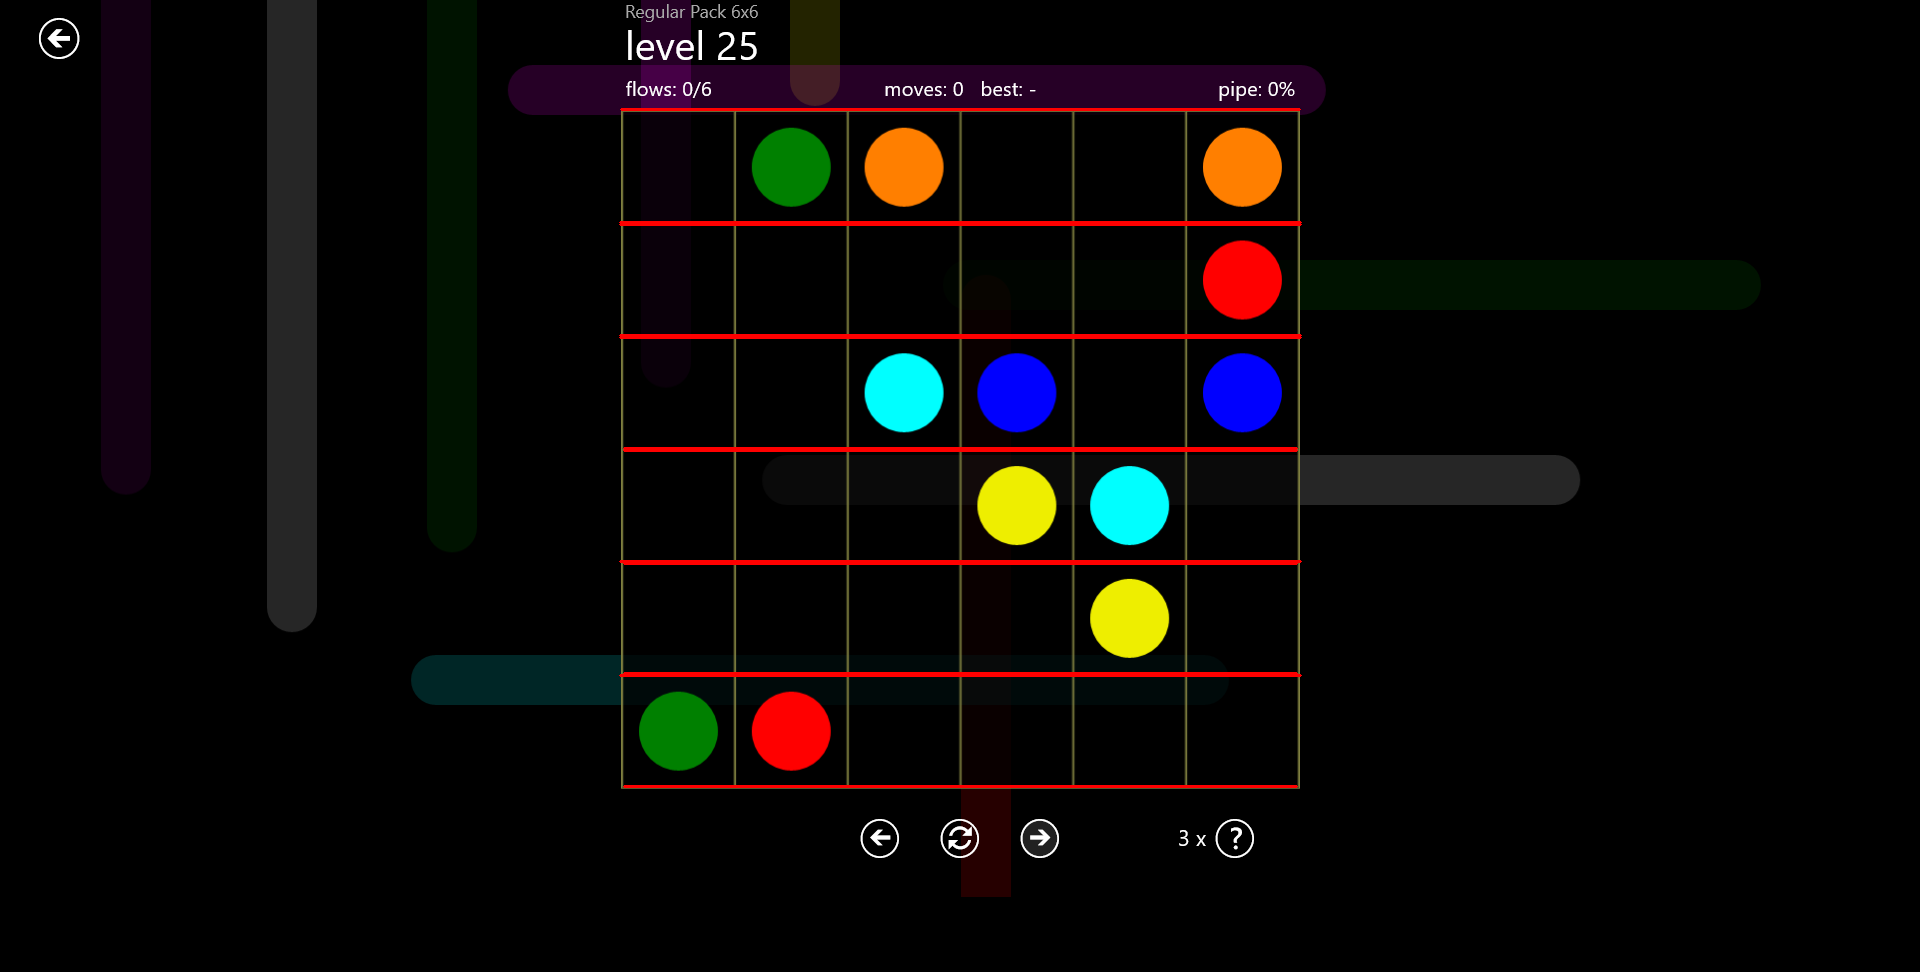 Regular Pack 6x6
level 25
flows: 0/6 moves: 0 best: - pipe: 0%
3 x ?